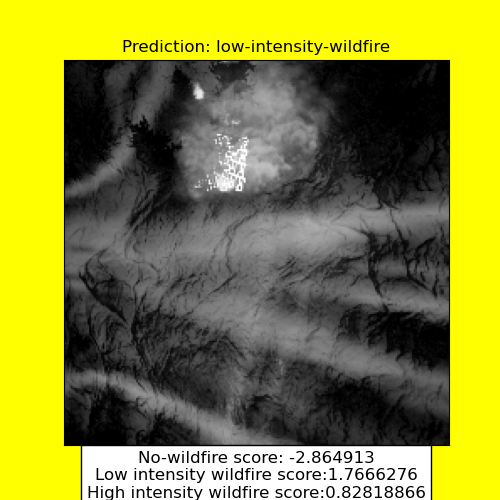 Prediction: low-intensity-wildfire
No-wildfire score: -2.864913
Low intensity wildfire score:1.7666276
High intensity wildfire score:0.82818866